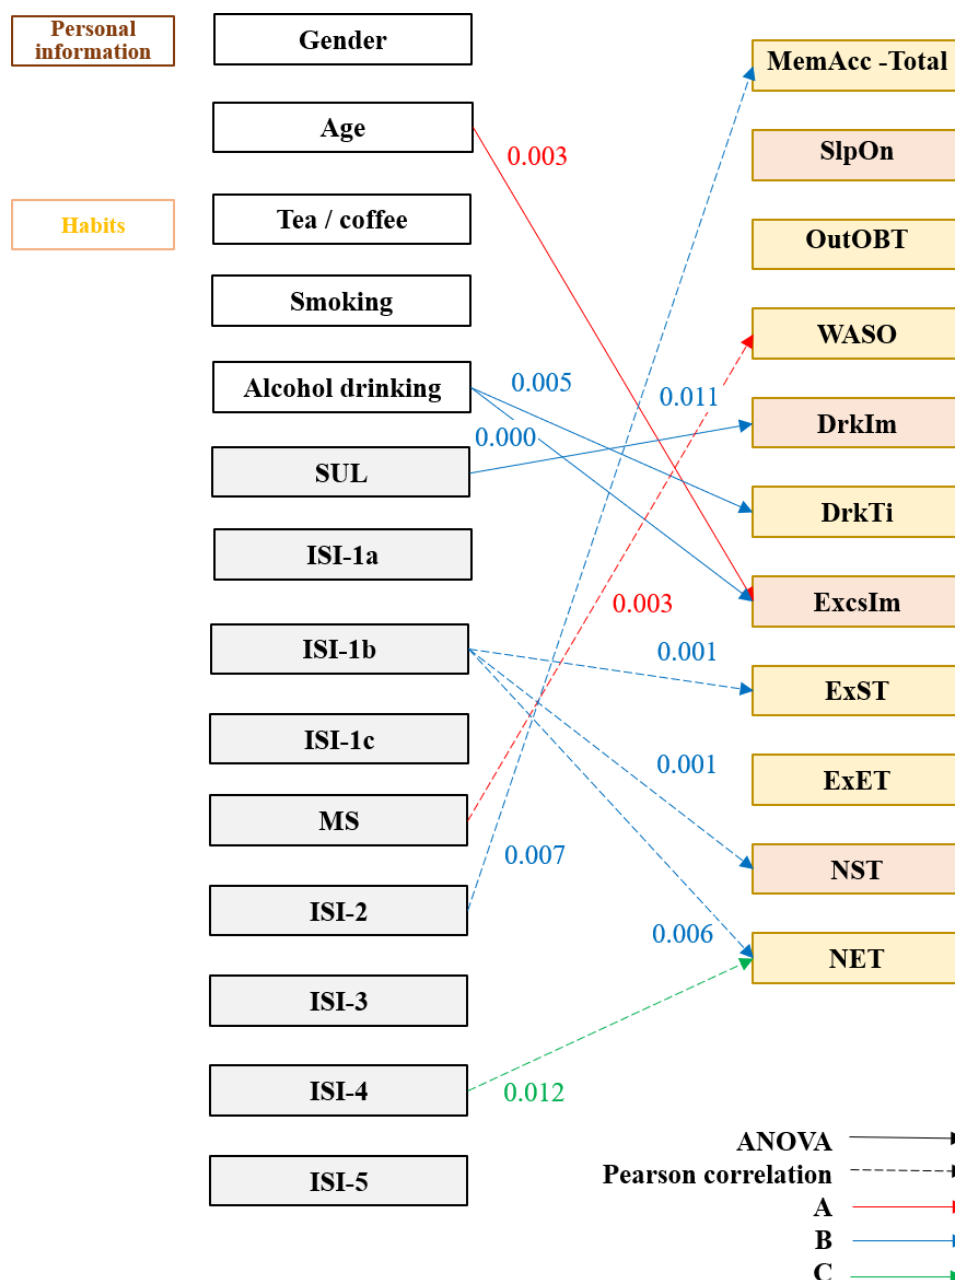 Personal
information
Gender
MemAcc -Total
Age
0.003
SlpOn
Habits
Tea / coffee
OutOBT
Smoking
WASO
Alcohol drinking
0.005
0.011
0.000
DrkIm
SUL
DrkTi
ISI-1a
ExcsIm
0.003
ISI-1b
0.001
ExST
ISI-1c
0.001
ExET
MS
0.007
NST
ISI-2
0.006
NET
ISI-3
ISI-4
0.012
ANOVA
Pearson correlation
ISI-5
A
B
C